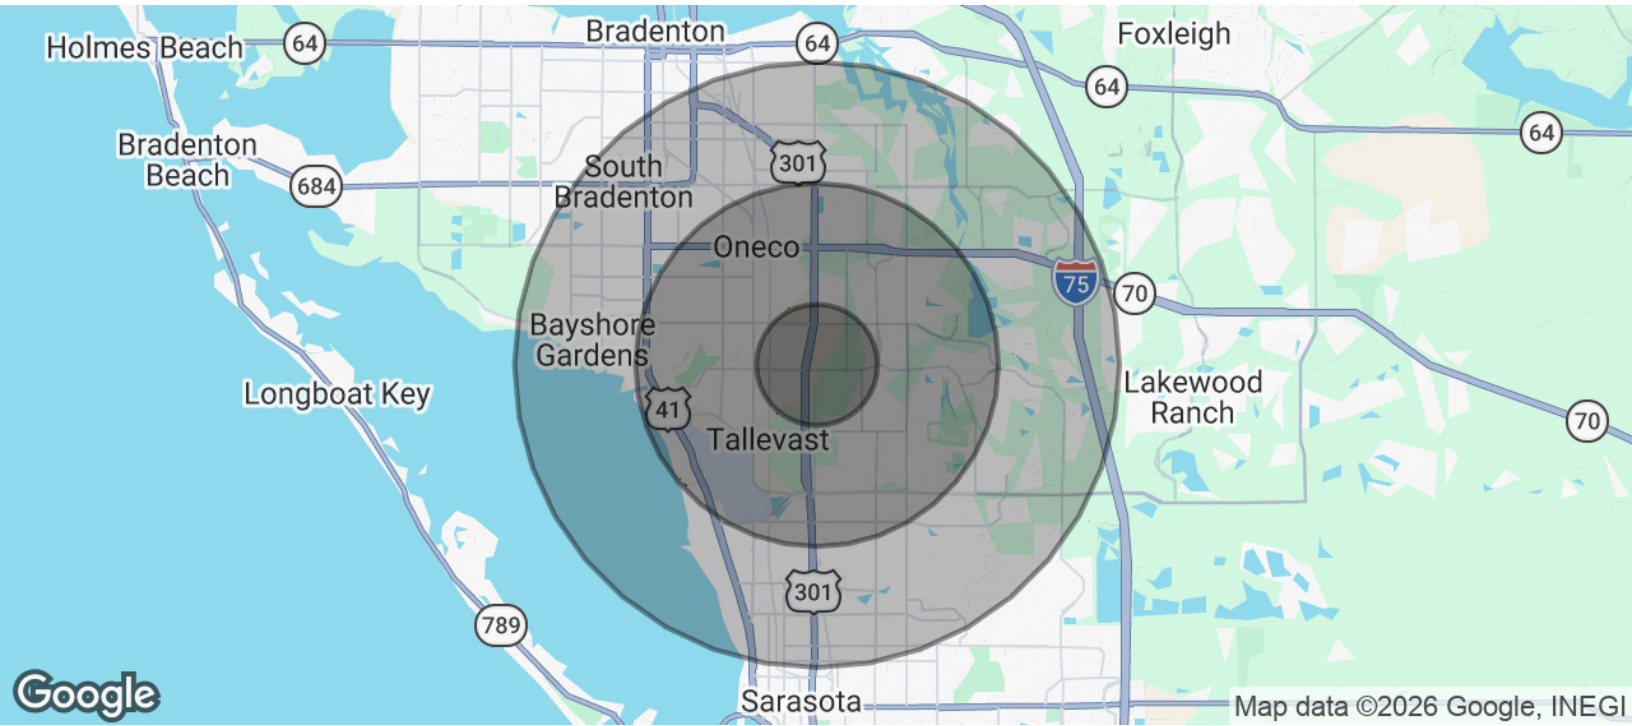 Holmes Beach
64
Bradenton
64
Foxleigh
64
64
Bradenton
Beach
684
South
Bradenton
301
Oneco
75
70
Bayshore
Gardens
Longboat Key
41
Lakewood
Ranch
70
Tallevast
301
789
Sarasota
Google
Map data ©2026 Google, INEGI